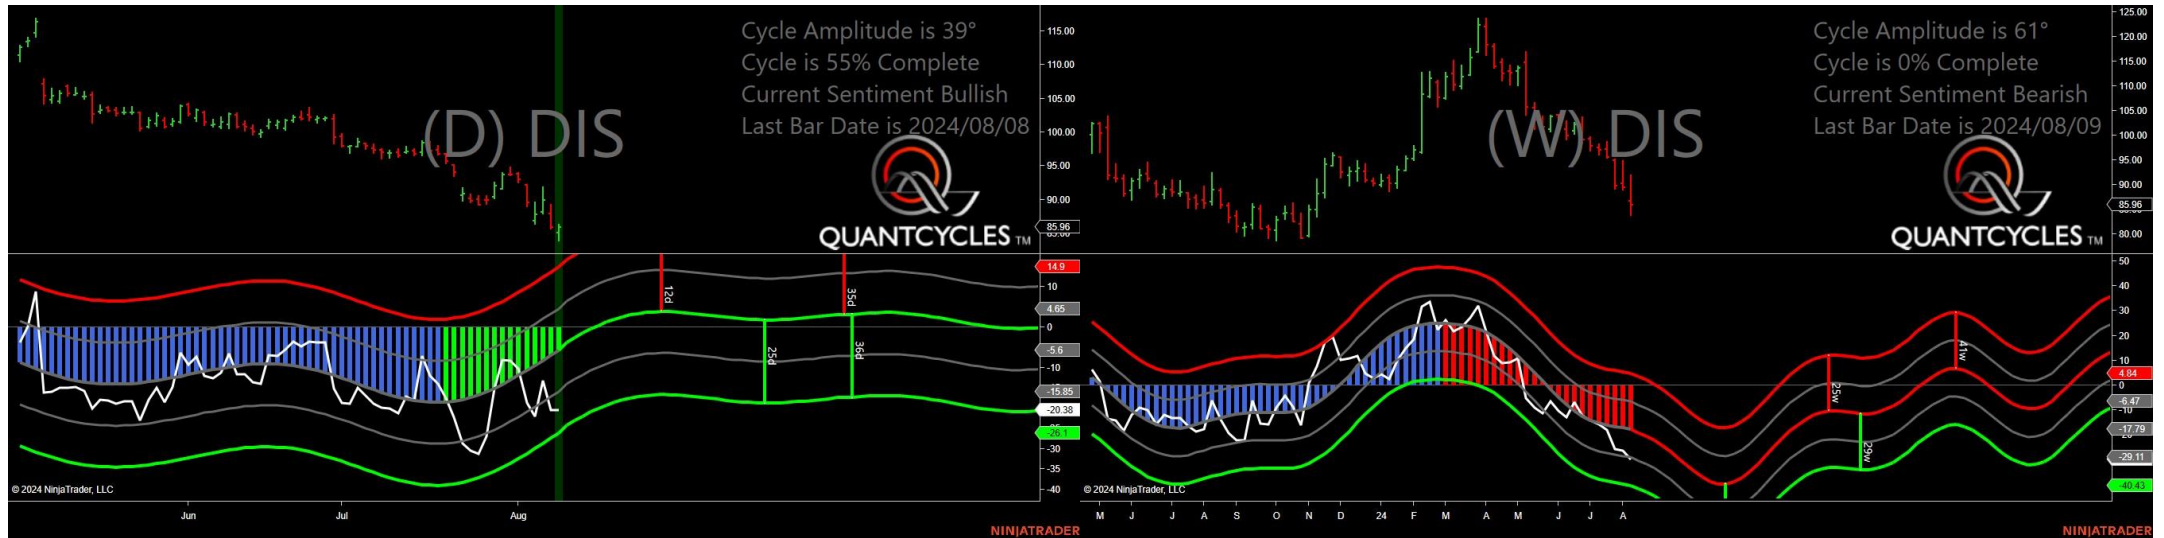 Cycle Amplitude is 39°
Cycle is 55% Complete
Current Sentiment Bullish
Last Bar Date is 2024/08/08
(D) DIS
QUANTCYCLES TM
115.00
110.00
105.00
100.00
95.00
90.00
85.96
14.9
10
4.65
0
-5.6
-10
-15.85
-20.38
-26.1
-30
-35
-40
12d
25d
35d
36d
© 2024 NinjaTrader, LLC
Jun
Jul
Aug
NINJATRADER
Cycle Amplitude is 61°
Cycle is 0% Complete
Current Sentiment Bearish
Last Bar Date is 2024/08/09
(W) DIS
QUANTCYCLES TM
125.00
120.00
115.00
110.00
105.00
100.00
95.00
90.00
85.96
80.00
50
40
30
20
10
4.84
0
-6.47
-10
-17.79
-29.11
-40.43
25w
29w
41w
© 2024 NinjaTrader, LLC
M J J A S O N D 24 F M A M J J A
NINJATRADER